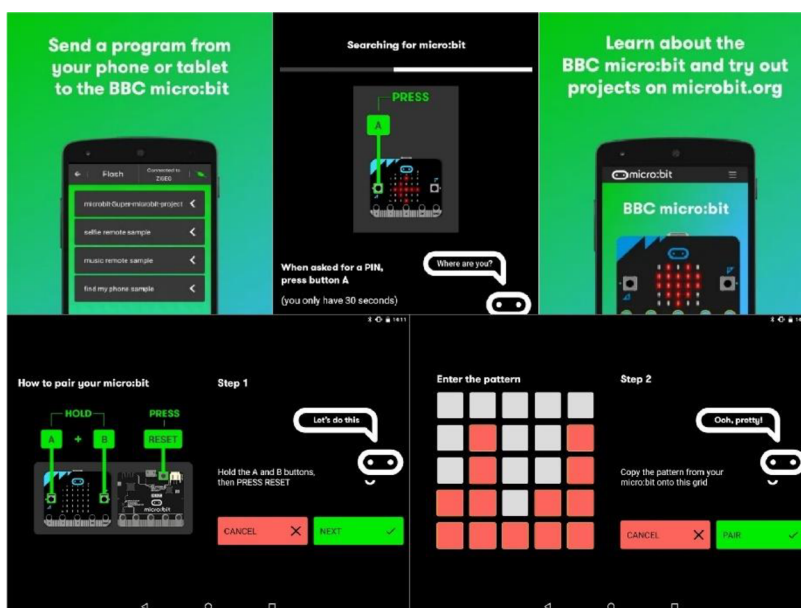 Send a program from
your phone or tablet
to the BBC micro:bit
Flash
Connected to
ZIGEG
microbit-Super-microbit-project
selfie remote sample
music remote sample
find my phone sample
Searching for micro:bit
PRESS
A
When asked for a PIN,
press button A
(you only have 30 seconds)
Where are you?
Learn about the
BBC micro:bit and try out
projects on microbit.org
micro:bit
BBC micro:bit
How to pair your micro:bit
HOLD
PRESS
A + B
RESET
micro:bit
Step 1
Let's do this
Hold the A and B buttons,
then PRESS RESET
CANCEL
NEXT
Enter the pattern
Step 2
Ooh, pretty!
Copy the pattern from your
micro:bit onto this grid
CANCEL
PAIR